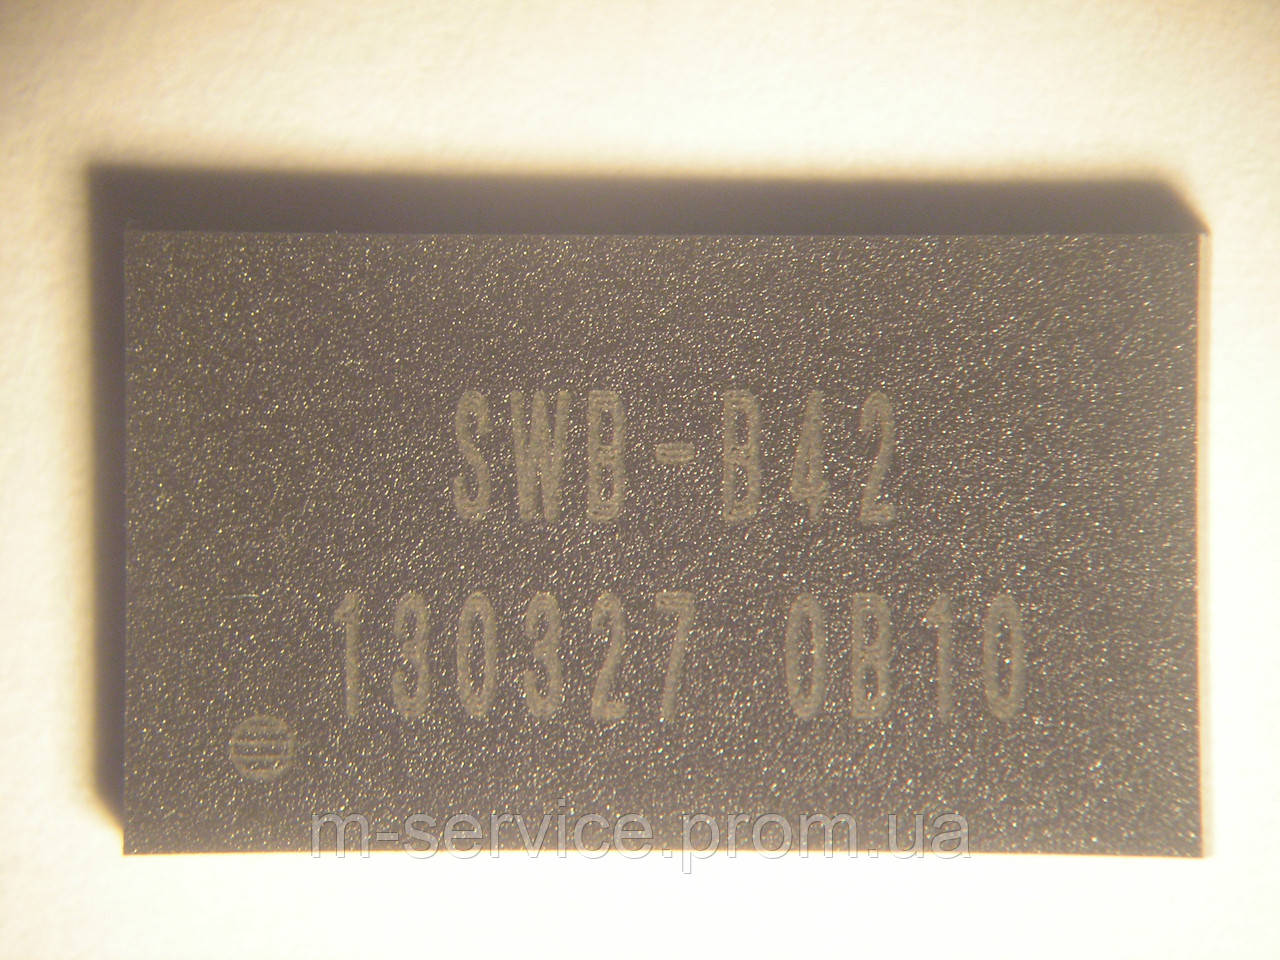 SWB-B42
130327 0B10
m-service.prom.ua